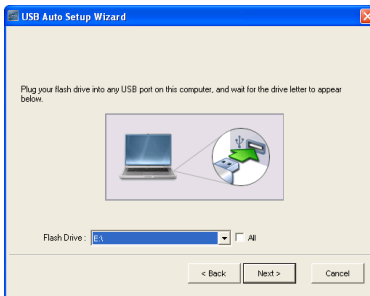 USB Auto Setup Wizard
Plug your flash drive into any USB port on this computer, and wait for the drive letter to appear
below.
Flash Drive : E:\ All
< Back Next > Cancel